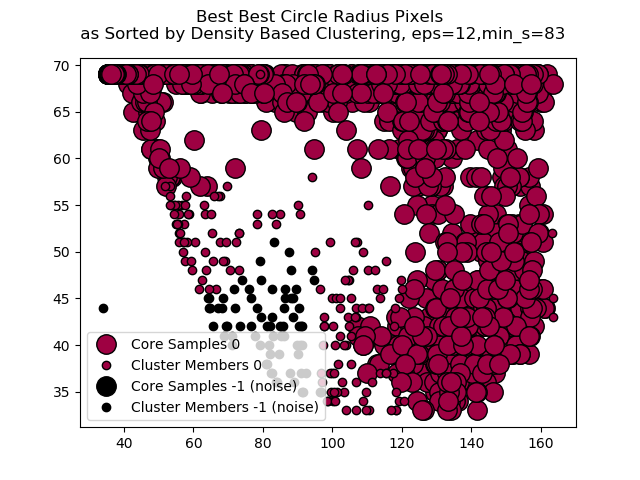 Best Best Circle Radius Pixels
as Sorted by Density Based Clustering, eps=12,min_s=83
70
65
60
55
50
45
40
35
Core Samples 0
Cluster Members 0
Core Samples -1 (noise)
Cluster Members -1 (noise)
40 60 80 100 120 140 160